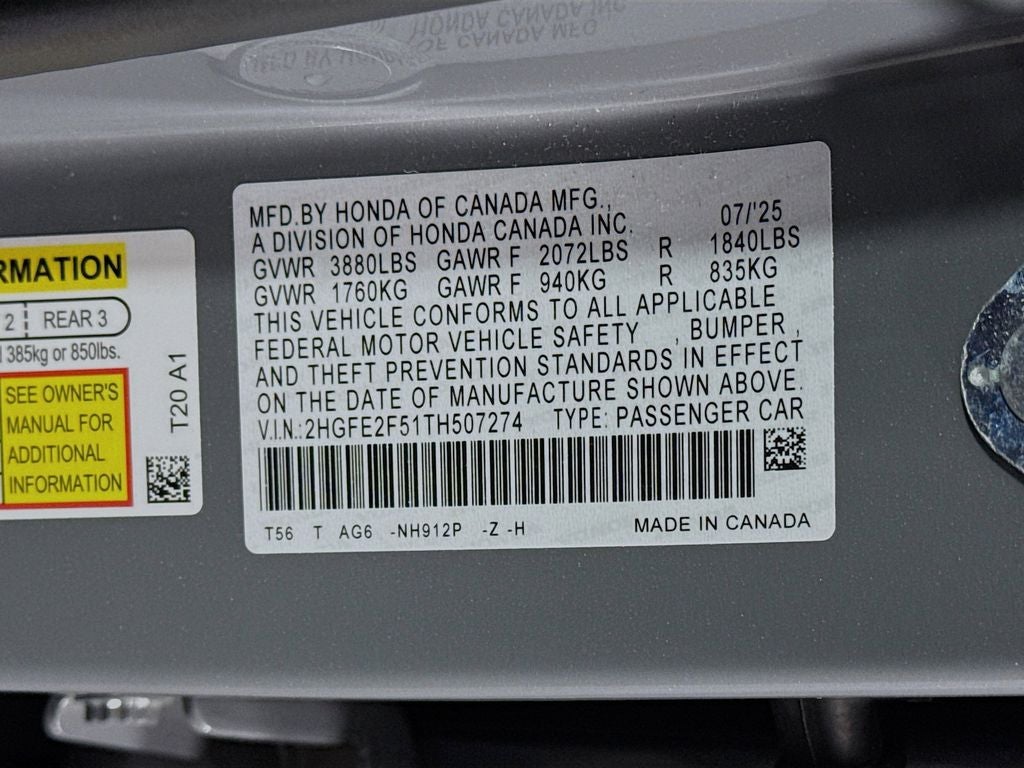 RMATION
2 REAR 3
385kg or 850lbs.
SEE OWNER'S
MANUAL FOR
ADDITIONAL
INFORMATION
T20 A1
MFD.BY HONDA OF CANADA MFG.,
A DIVISION OF HONDA CANADA INC. 07/'25
GVWR 3880LBS GAWR F 2072LBS R 1840LBS
GVWR 1760KG GAWR F 940KG R 835KG
THIS VEHICLE CONFORMS TO ALL APPLICABLE
FEDERAL MOTOR VEHICLE SAFETY , BUMPER ,
AND THEFT PREVENTION STANDARDS IN EFFECT
ON THE DATE OF MANUFACTURE SHOWN ABOVE.
V.I.N.: 2HGFE2F51TH507274 TYPE: PASSENGER CAR
T56 T AG6 -NH912P -Z -H MADE IN CANADA